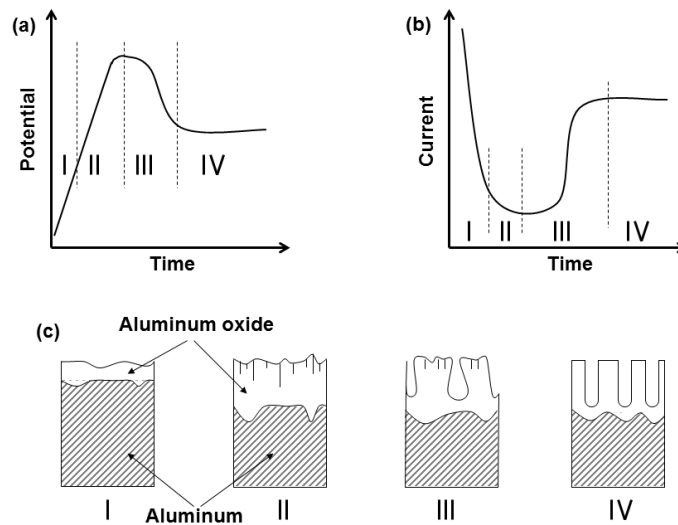 (a)
Potential
I II III IV
Time
(b)
Current
I II III IV
Time
(c)
Aluminum oxide
Aluminum
I II III IV